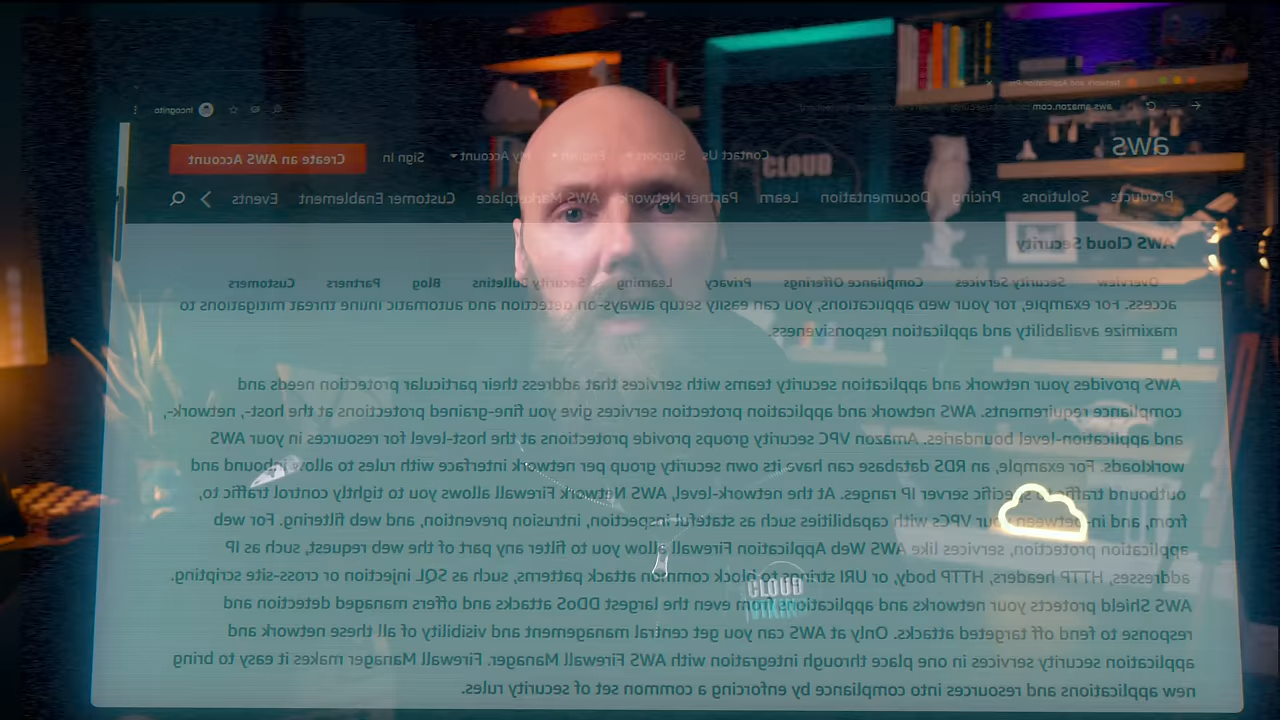 aws.amazon.com Incognito
aws Contact Us Support English My Account Sign In Create an AWS Account
Products Solutions Pricing Documentation Learn Partner Network AWS Marketplace Customer Enablement Events
AWS Cloud Security
Overview Security Services Compliance Offerings Privacy Learning Security Bulletins Blog Partners Customers
access. For example, for your web applications, you can easily setup always-on detection and automatic inline threat mitigations to
maximize availability and application responsiveness.
AWS provides your network and application security teams with services that address their particular protection needs and
compliance requirements. AWS network and application protection services give you fine-grained protections at the host-, network-,
and application-level boundaries. Amazon VPC security groups provide protections at the host-level for resources in your AWS
workloads. For example, an RDS database can have its own security group per network interface with rules to allow inbound and
outbound traffic to specific server IP ranges. At the network-level, AWS Network Firewall allows you to tightly control traffic to,
from, and in-between your VPCs with capabilities such as stateful inspection, intrusion prevention, and web filtering. For web
application protection, services like AWS Web Application Firewall allow you to filter any part of the web request, such as IP
addresses, HTTP headers, HTTP body, or URI strings to block common attack patterns, such as SQL injection or cross-site scripting.
AWS Shield protects your networks and applications from even the largest DDoS attacks and offers managed detection and
response to fend off targeted attacks. Only at AWS can you get central management and visibility of all these network and
application security services in one place through integration with AWS Firewall Manager. Firewall Manager makes it easy to bring
new applications and resources into compliance by enforcing a common set of security rules.
CLOUD
CLOUD